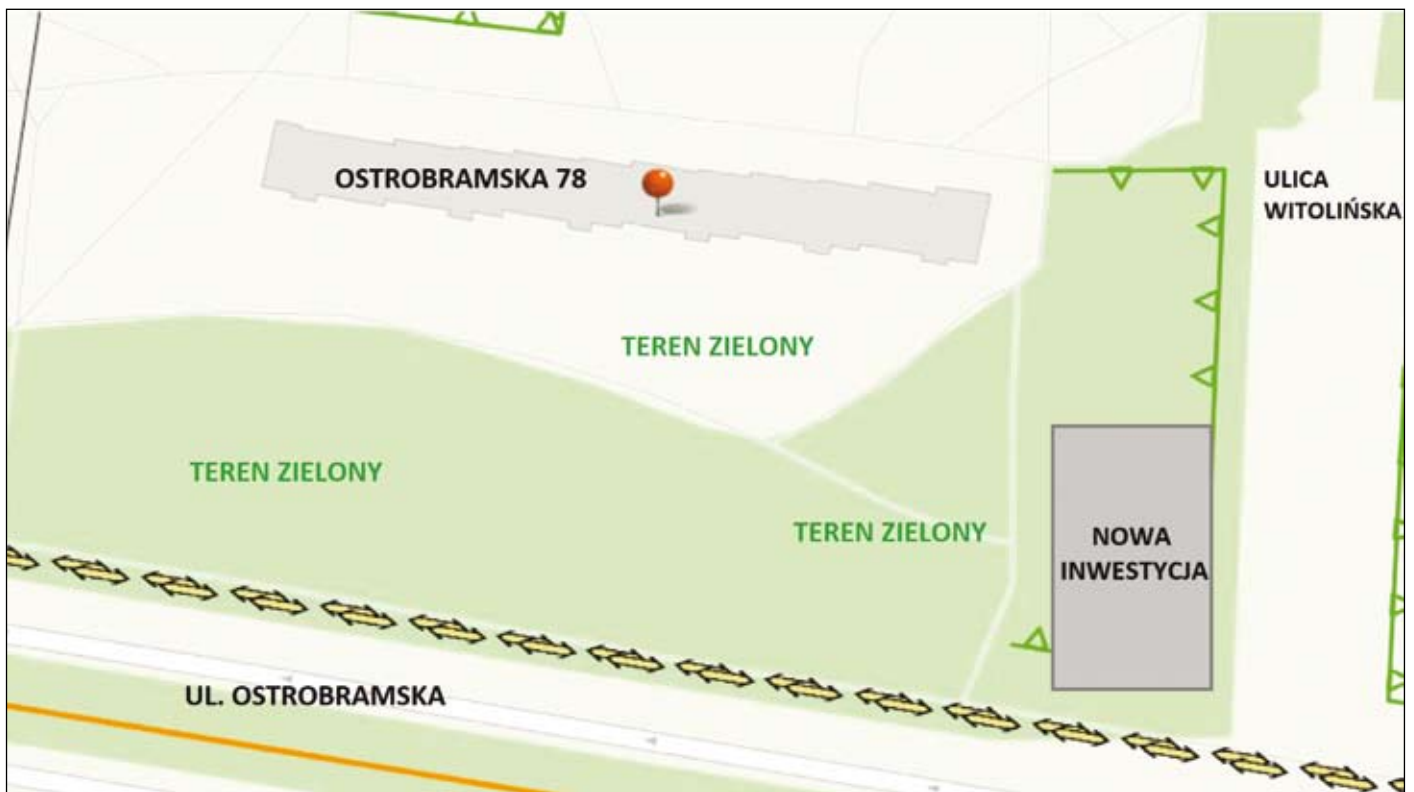 OSTROBRAMSKA 78
ULICA
WITOLIŃSKA
TEREN ZIELONY
TEREN ZIELONY
TEREN ZIELONY
NOWA
INWESTYCJA
UL. OSTROBRAMSKA